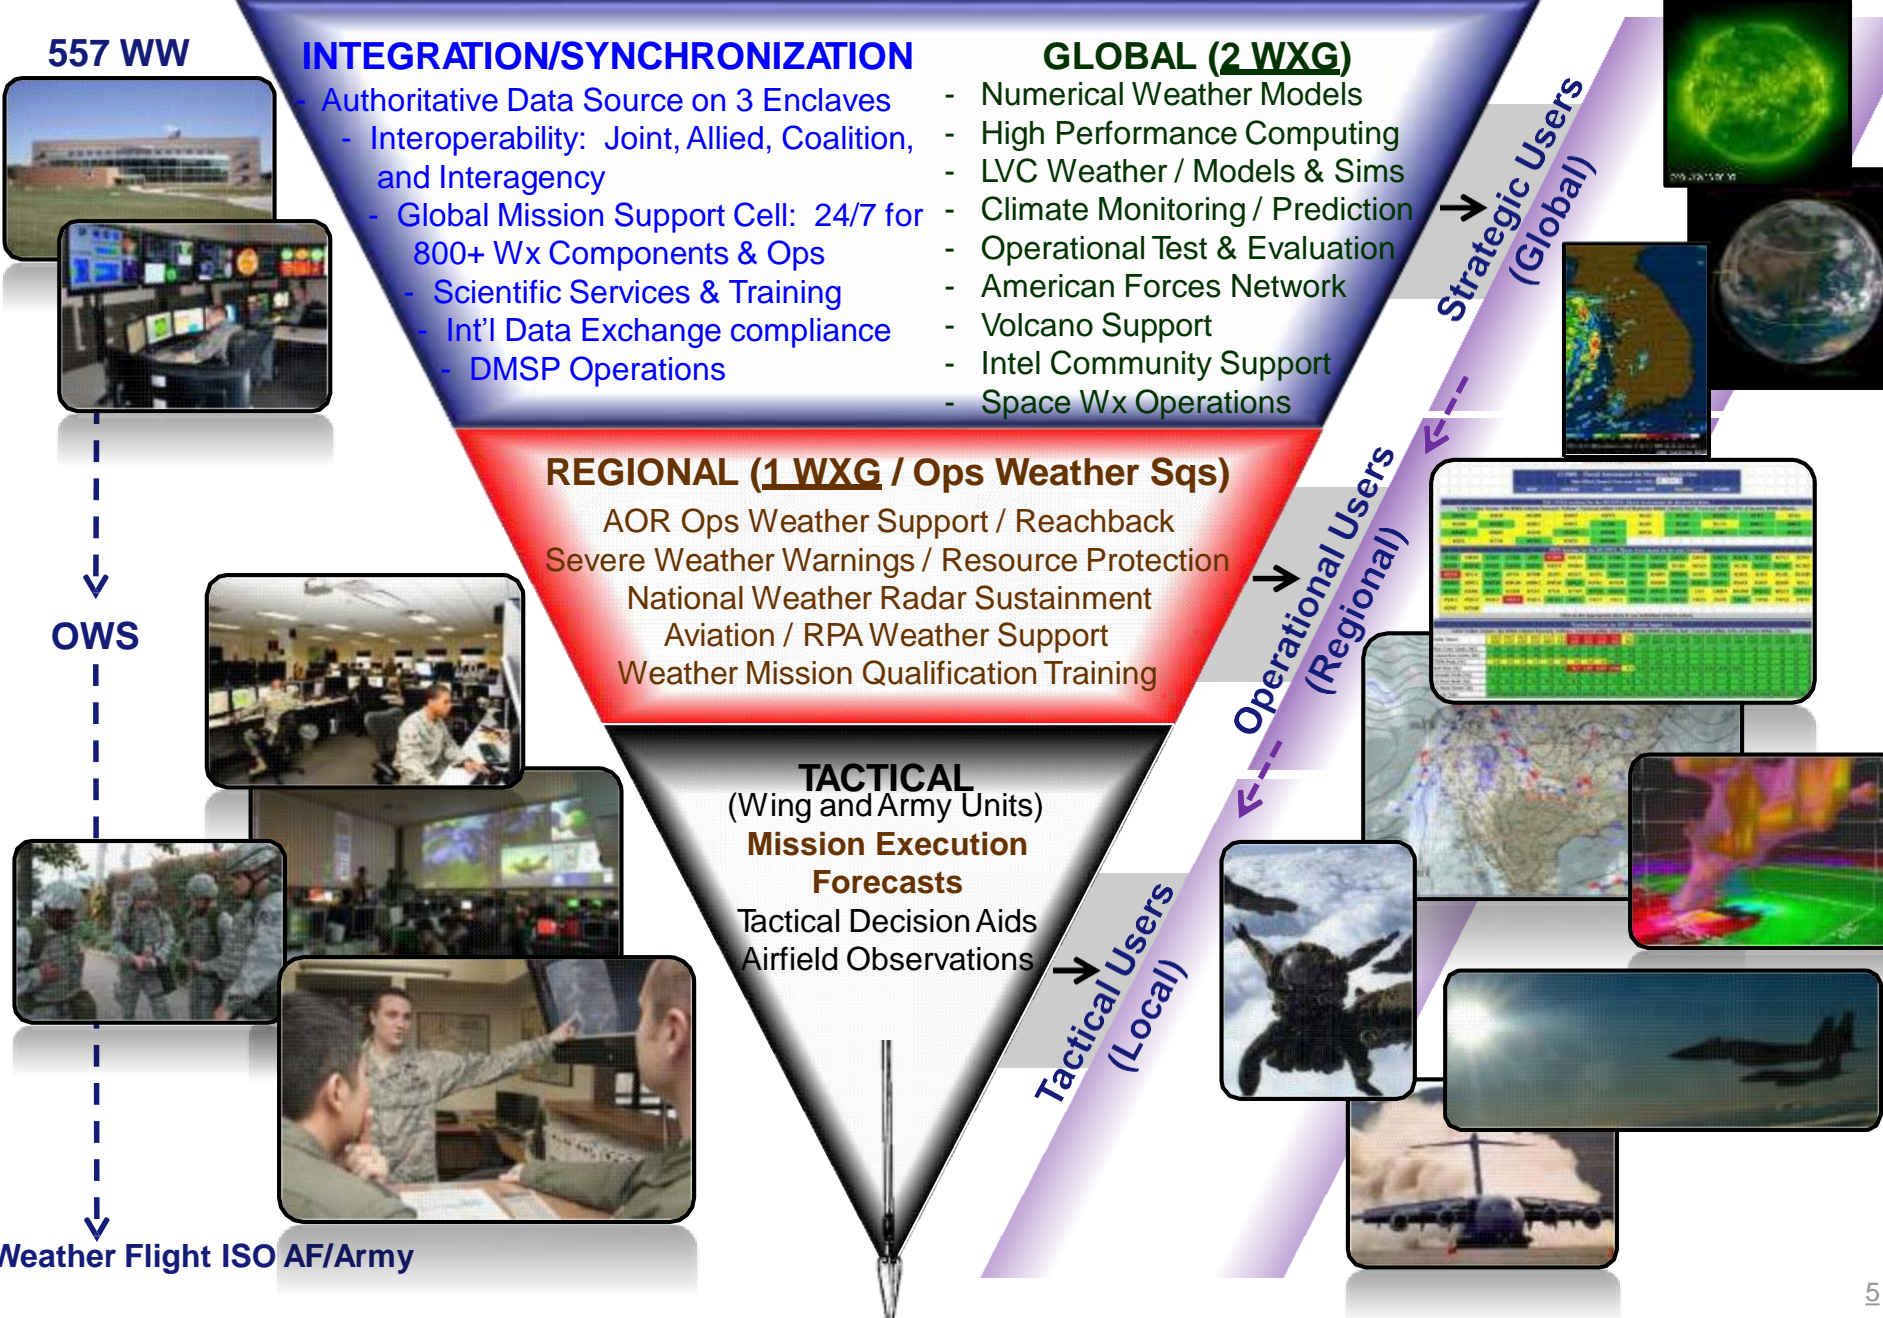 557 WW
INTEGRATION/SYNCHRONIZATION
- Authoritative Data Source on 3 Enclaves
- Interoperability: Joint, Allied, Coalition,
and Interagency
- Global Mission Support Cell: 24/7 for
800+ Wx Components & Ops
- Scientific Services & Training
- Int'l Data Exchange compliance
- DMSP Operations
GLOBAL (2 WXG)
- Numerical Weather Models
- High Performance Computing
- LVC Weather / Models & Sims
- Climate Monitoring / Prediction
- Operational Test & Evaluation
- American Forces Network
- Volcano Support
- Intel Community Support
- Space Wx Operations
Strategic Users
(Global)
REGIONAL (1 WXG / Ops Weather Sqs)
AOR Ops Weather Support / Reachback
Severe Weather Warnings / Resource Protection
National Weather Radar Sustainment
Aviation / RPA Weather Support
Weather Mission Qualification Training
Operational Users
(Regional)
OWS
TACTICAL
(Wing and Army Units)
Mission Execution
Forecasts
Tactical Decision Aids
Airfield Observations
Tactical Users
(Local)
Weather Flight ISO AF/Army
5